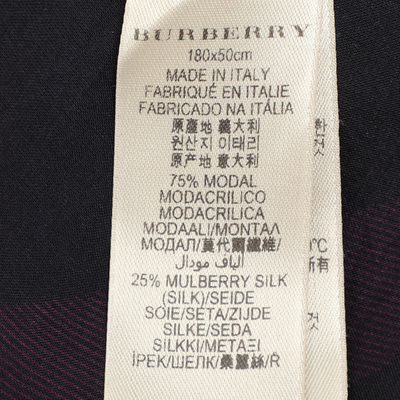 BURBERRY
180x50cm
MADE IN ITALY
FABRIQUÉ EN ITALIE
FABRICADO NA ITÁLIA
原產地 義大利
원산지 이태리
原产地 意大利
75% MODAL
MODACRILICO
MODACRILICA
MODAALI/ΜΟΝΤΑΛ
МОДАЛ/莫代爾纖維/
ألياف مودال/
25% MULBERRY SILK
(SILK)/SEIDE
SOIE/SETA/ZIJDE
SILKE/SEDA
SILKKI/ΜΕΤΑΞΙ
İPEK/ШЕЛК/桑蠶絲/